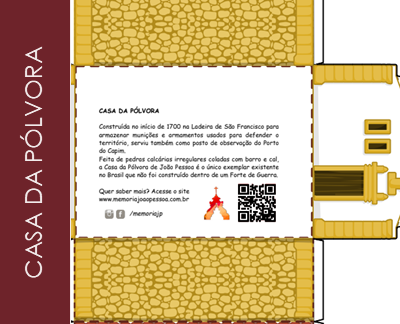 CASA DA PÓLVORA
CASA DA PÓLVORA
Construída no início de 1700 na Ladeira de São Francisco para
armazenar munições e armamentos usados para defender o
território, serviu também como posto de observação do Porto
do Capim.
Feita de pedras calcárias irregulares coladas com barro e cal,
a Casa da Pólvora de João Pessoa é o único exemplar existente
no Brasil que não foi construído dentro de um Forte de Guerra.
Quer saber mais? Acesse o site
www.memoriajoaopessoa.com.br
/memoriajp